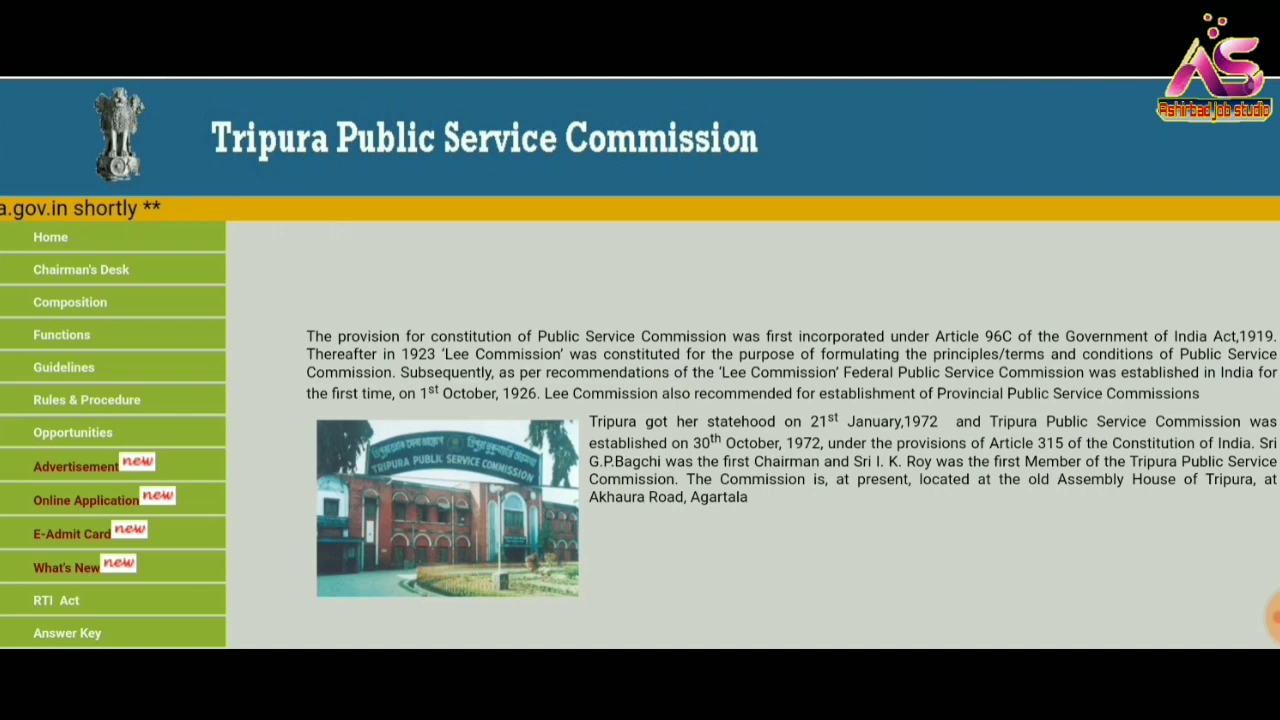 AS
Ashirbad job studio
Tripura Public Service Commission
a.gov.in shortly **
Home
Chairman's Desk
Composition
Functions
Guidelines
Rules & Procedure
Opportunities
Advertisement new
Online Application new
E-Admit Card new
What's New new
RTI Act
Answer Key
The provision for constitution of Public Service Commission was first incorporated under Article 96C of the Government of India Act,1919.
Thereafter in 1923 ‘Lee Commission’ was constituted for the purpose of formulating the principles/terms and conditions of Public Service
Commission. Subsequently, as per recommendations of the ‘Lee Commission’ Federal Public Service Commission was established in India for
the first time, on 1st October, 1926. Lee Commission also recommended for establishment of Provincial Public Service Commissions
TRIPURA PUBLIC SERVICE COMMISSION
Tripura got her statehood on 21st January,1972 and Tripura Public Service Commission was
established on 30th October, 1972, under the provisions of Article 315 of the Constitution of India. Sri
G.P.Bagchi was the first Chairman and Sri I. K. Roy was the first Member of the Tripura Public Service
Commission. The Commission is, at present, located at the old Assembly House of Tripura, at
Akhaura Road, Agartala